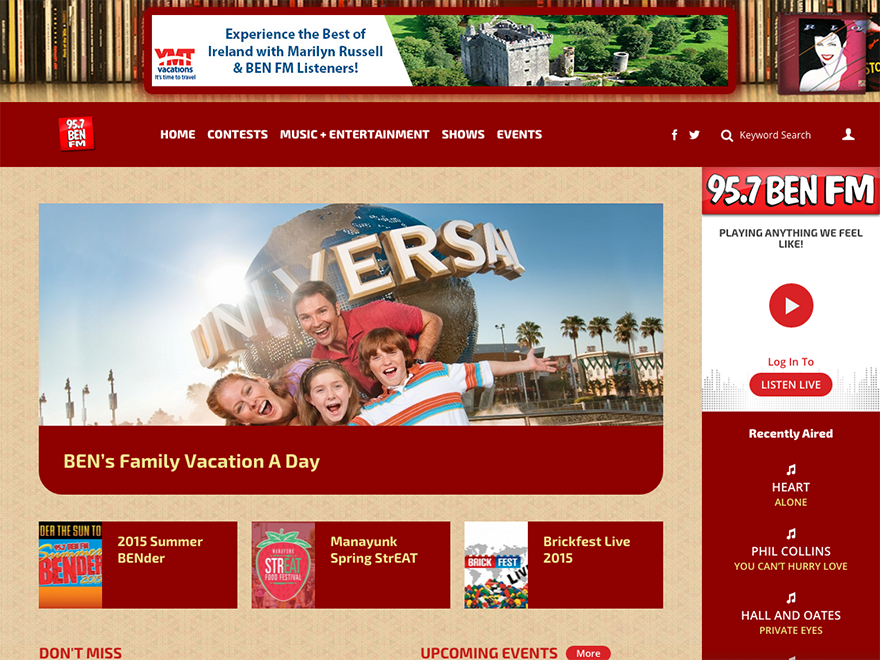 Experience the Best of
Ireland with Marilyn Russell
& BEN FM Listeners!
YMT
vacations
It's time to travel
RUSH
95.7
BEN
FM
HOME CONTESTS MUSIC + ENTERTAINMENT SHOWS EVENTS
Keyword Search
95.7 BEN FM
PLAYING ANYTHING WE FEEL
LIKE!
Log In To
LISTEN LIVE
UNIVERSAL
BEN's Family Vacation A Day
DER THE SUN TO
95.7 BEN FM
Summer
BENDER
2015
2015 Summer
BENder
MANAYUNK
STREAT
FOOD FESTIVAL
Manayunk
Spring StrEAT
BRICK FEST
LIVE
Brickfest Live
2015
Recently Aired
HEART
ALONE
PHIL COLLINS
YOU CAN'T HURRY LOVE
HALL AND OATES
PRIVATE EYES
DON'T MISS
UPCOMING EVENTS More